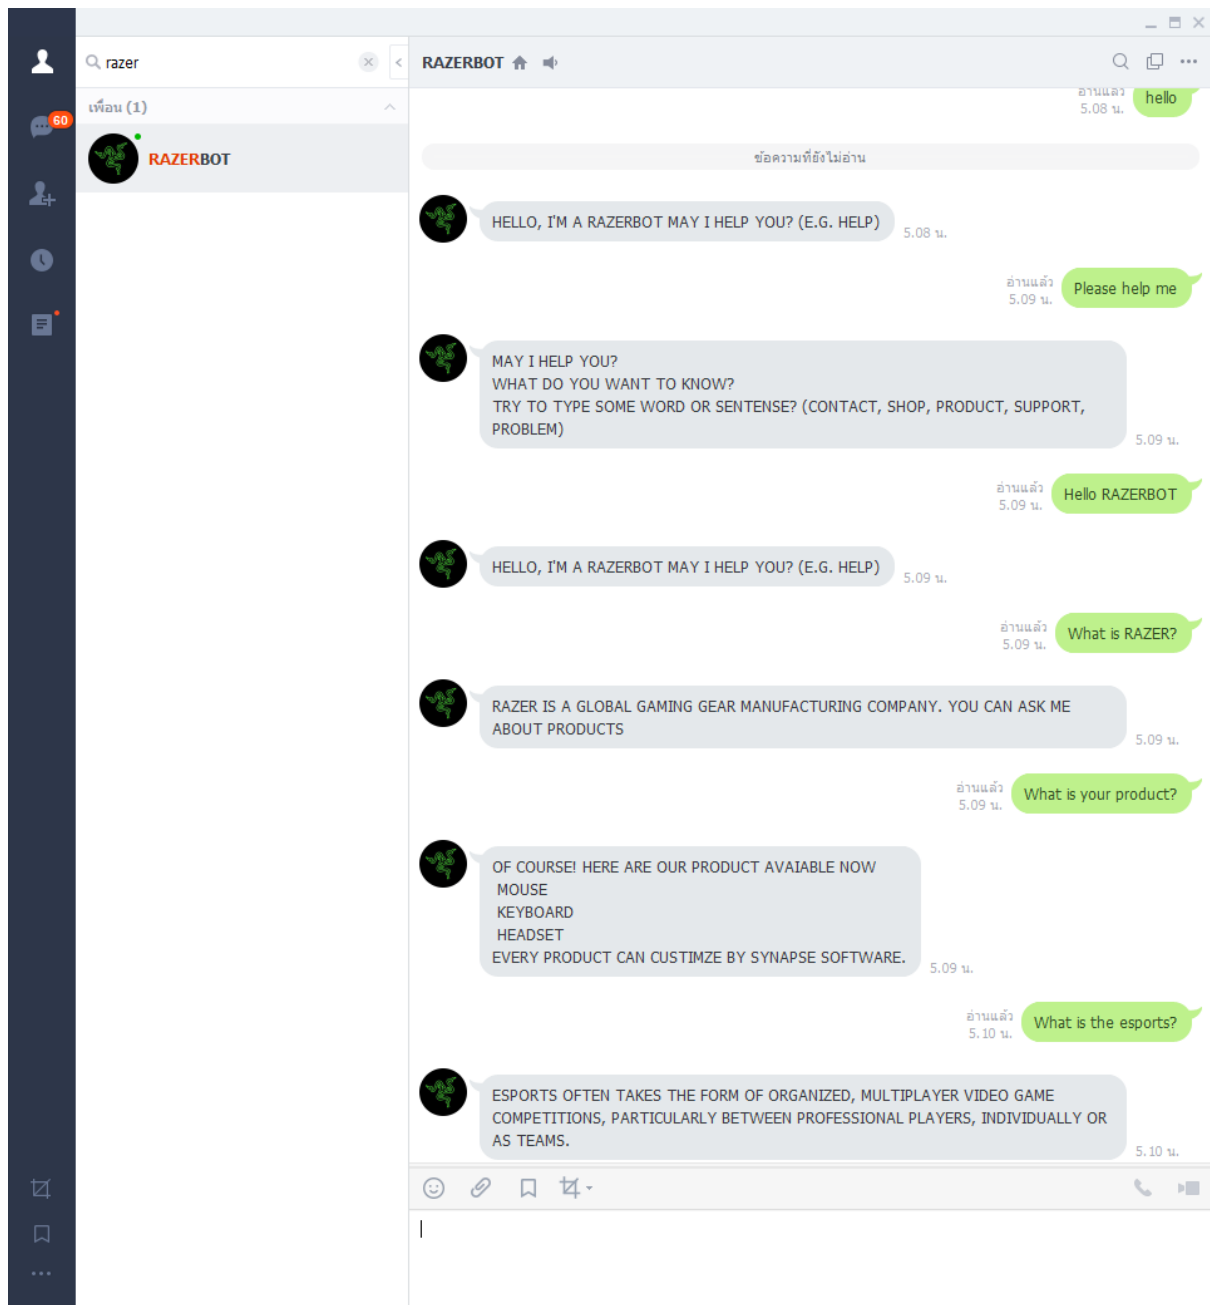 razer
RAZERBOT
60
เพื่อน (1)
RAZERBOT
อ่านแล้ว
5.08 น.
hello
ข้อความที่ยังไม่อ่าน
HELLO, I'M A RAZERBOT MAY I HELP YOU? (E.G. HELP)
5.08 น.
อ่านแล้ว
5.09 น.
Please help me
MAY I HELP YOU?
WHAT DO YOU WANT TO KNOW?
TRY TO TYPE SOME WORD OR SENTENSE? (CONTACT, SHOP, PRODUCT, SUPPORT,
PROBLEM)
5.09 น.
อ่านแล้ว
5.09 น.
Hello RAZERBOT
HELLO, I'M A RAZERBOT MAY I HELP YOU? (E.G. HELP)
5.09 น.
อ่านแล้ว
5.09 น.
What is RAZER?
RAZER IS A GLOBAL GAMING GEAR MANUFACTURING COMPANY. YOU CAN ASK ME
ABOUT PRODUCTS
5.09 น.
อ่านแล้ว
5.09 น.
What is your product?
OF COURSE! HERE ARE OUR PRODUCT AVAIABLE NOW
MOUSE
KEYBOARD
HEADSET
EVERY PRODUCT CAN CUSTIMZE BY SYNAPSE SOFTWARE.
5.09 น.
อ่านแล้ว
5.10 น.
What is the esports?
ESPORTS OFTEN TAKES THE FORM OF ORGANIZED, MULTIPLAYER VIDEO GAME
COMPETITIONS, PARTICULARLY BETWEEN PROFESSIONAL PLAYERS, INDIVIDUALLY OR
AS TEAMS.
5.10 น.